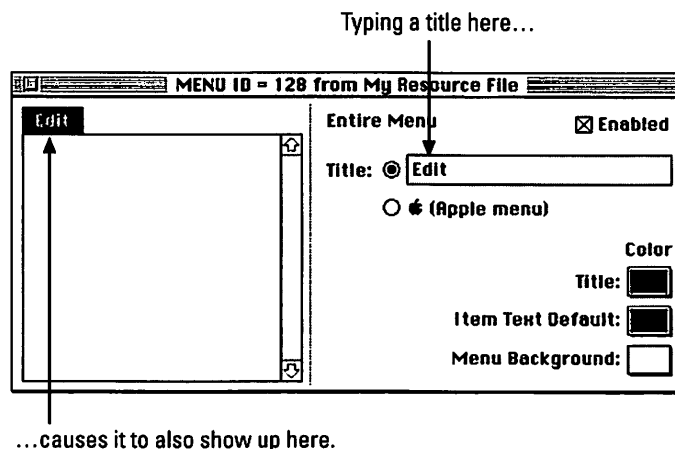 Typing a title here...
MENU ID = 128 from My Resource File
Edit
Entire Menu
Enabled
Title:
Edit
(Apple menu)
Color
Title:
Item Text Default:
Menu Background:
...causes it to also show up here.